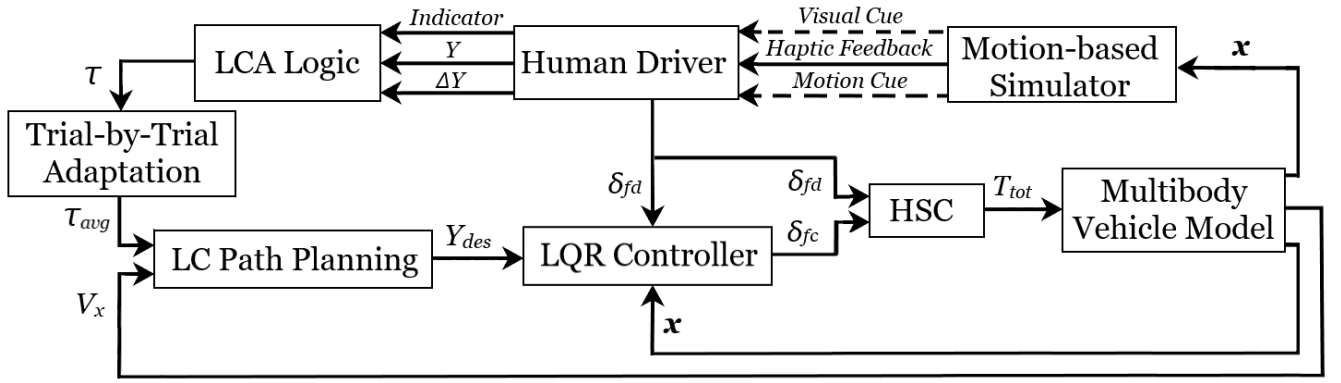 Indicator
Y
ΔY
Visual Cue
Haptic Feedback
Motion Cue
LCA Logic
Human Driver
Motion-based
Simulator
x
τ
Trial-by-Trial
Adaptation
δfd
δfd
HSC
Ttot
Multibody
Vehicle Model
τavg
LC Path Planning
Ydes
LQR Controller
δfc
Vx
x